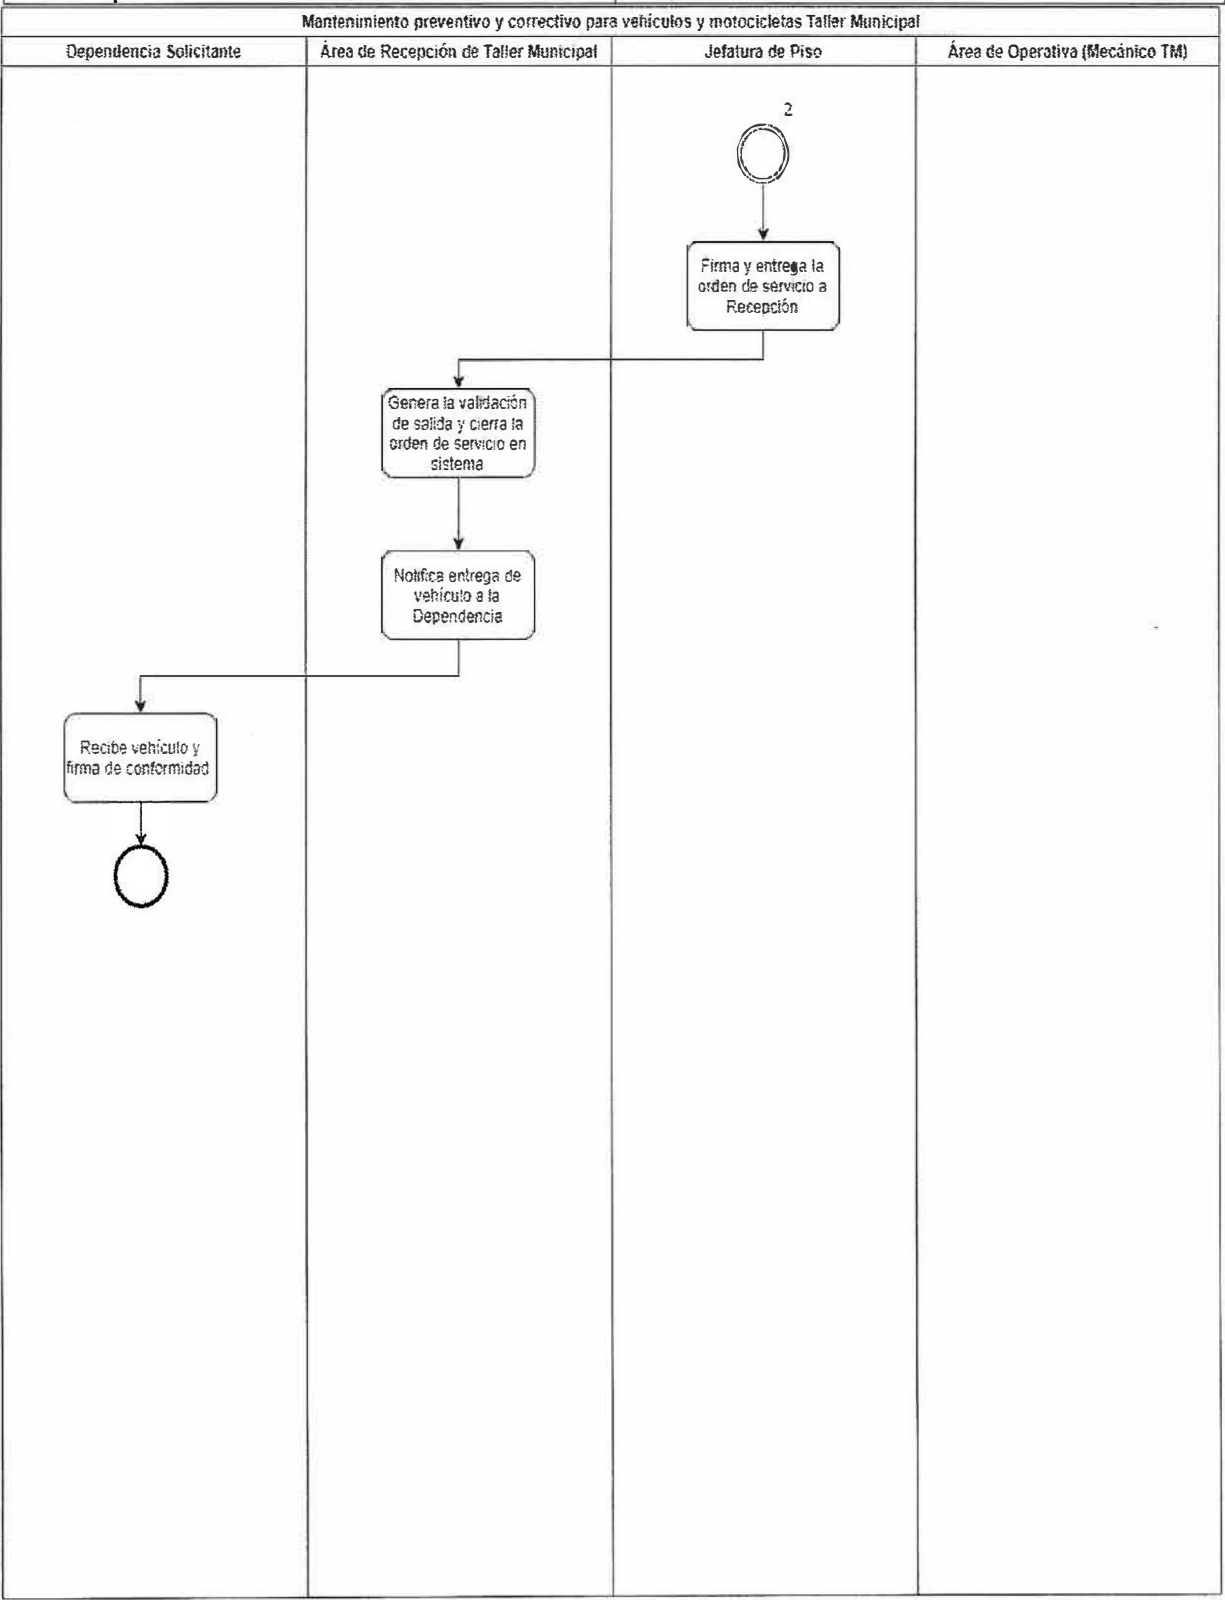 Mantenimiento preventivo y correctivo para vehículos y motocicletas Taller Municipal
Dependencia Solicitante
Área de Recepción de Taller Municipal
Jefatura de Piso
Área de Operativa (Mecánico TM)
2
Firma y entrega la
orden de servicio a
Recepción
Genera la validación
de salida y cierra la
orden de servicio en
sistema
Notifica entrega de
vehículo a la
Dependencia
Recibe vehículo y
firma de conformidad